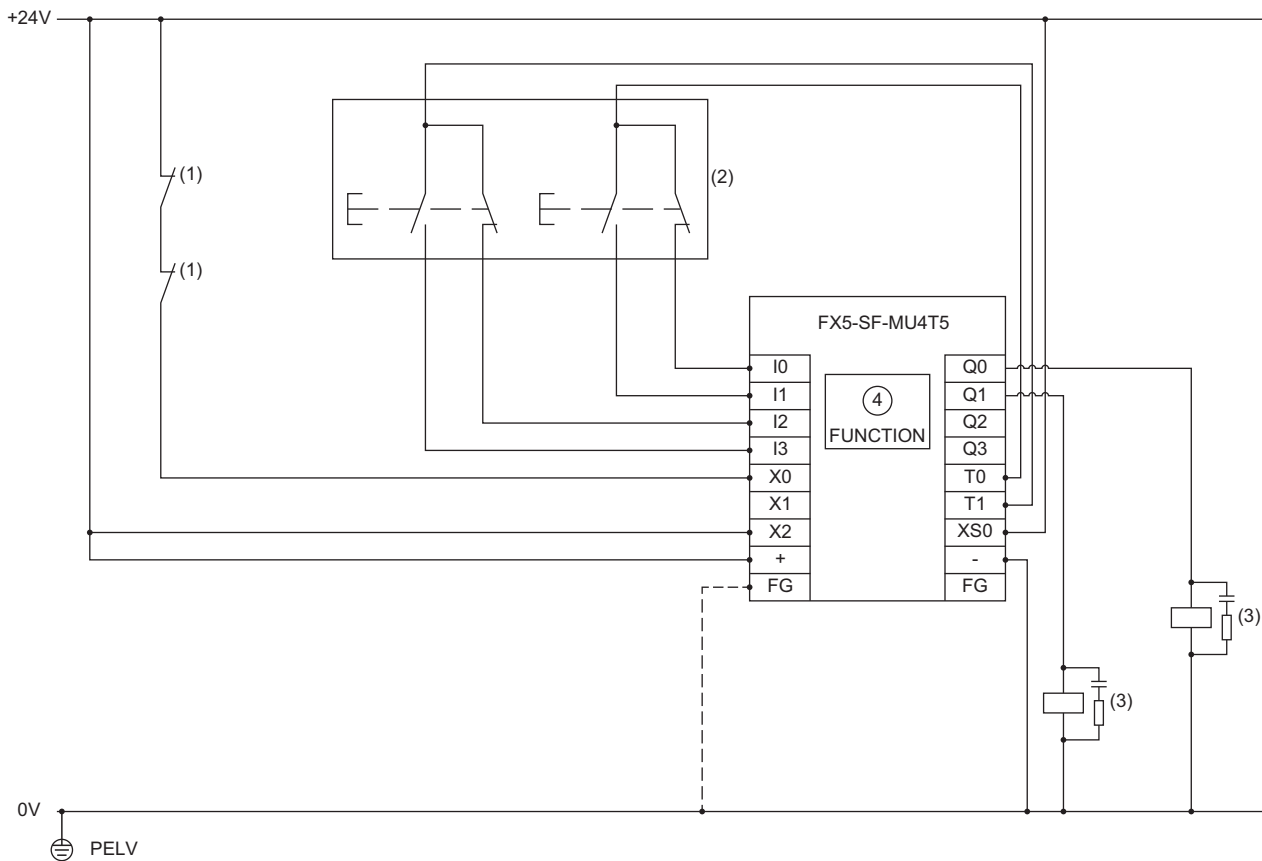 +24V
(1)
(2)
(1)
FX5-SF-MU4T5
I0
Q0
I1
Q1
4
I2
Q2
FUNCTION
I3
Q3
X0
T0
X1
T1
X2
XS0
+
-
FG
FG
(3)
(3)
0V
PELV